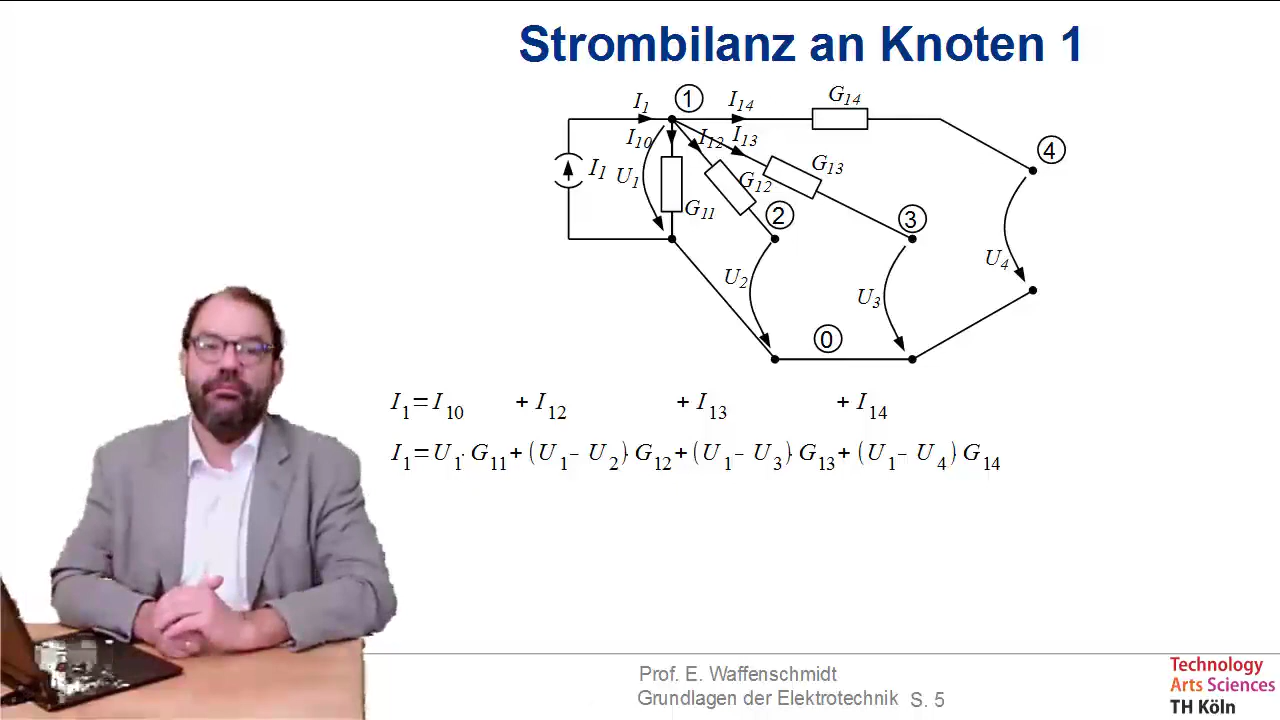 Strombilanz an Knoten 1
I1 1 I14 G14
I10 I12 I13
4
I1 U1 G12 G13
G11 2 3
U2 U3 U4
0
I1=I10 + I12 + I13 + I14
I1=U1·G11+(U1− U2)·G12+(U1− U3)·G13+(U1− U4)·G14
Prof. E. Waffenschmidt
Grundlagen der Elektrotechnik S. 5
Technology
Arts Sciences
TH Köln